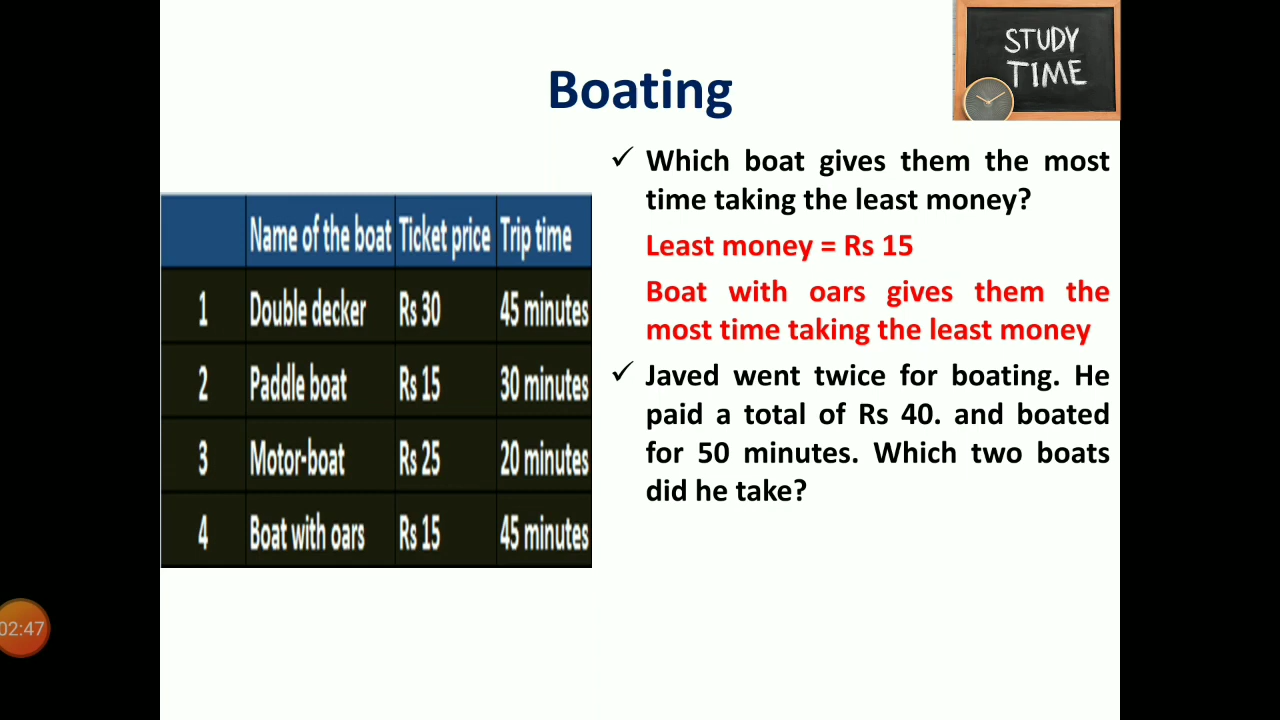 STUDY
TIME
Boating
Name of the boat Ticket price Trip time
1 Double decker Rs 30 45 minutes
2 Paddle boat Rs 15 30 minutes
3 Motor-boat Rs 25 20 minutes
4 Boat with oars Rs 15 45 minutes
✓ Which boat gives them the most
time taking the least money?
Least money = Rs 15
Boat with oars gives them the
most time taking the least money
✓ Javed went twice for boating. He
paid a total of Rs 40. and boated
for 50 minutes. Which two boats
did he take?
02:47